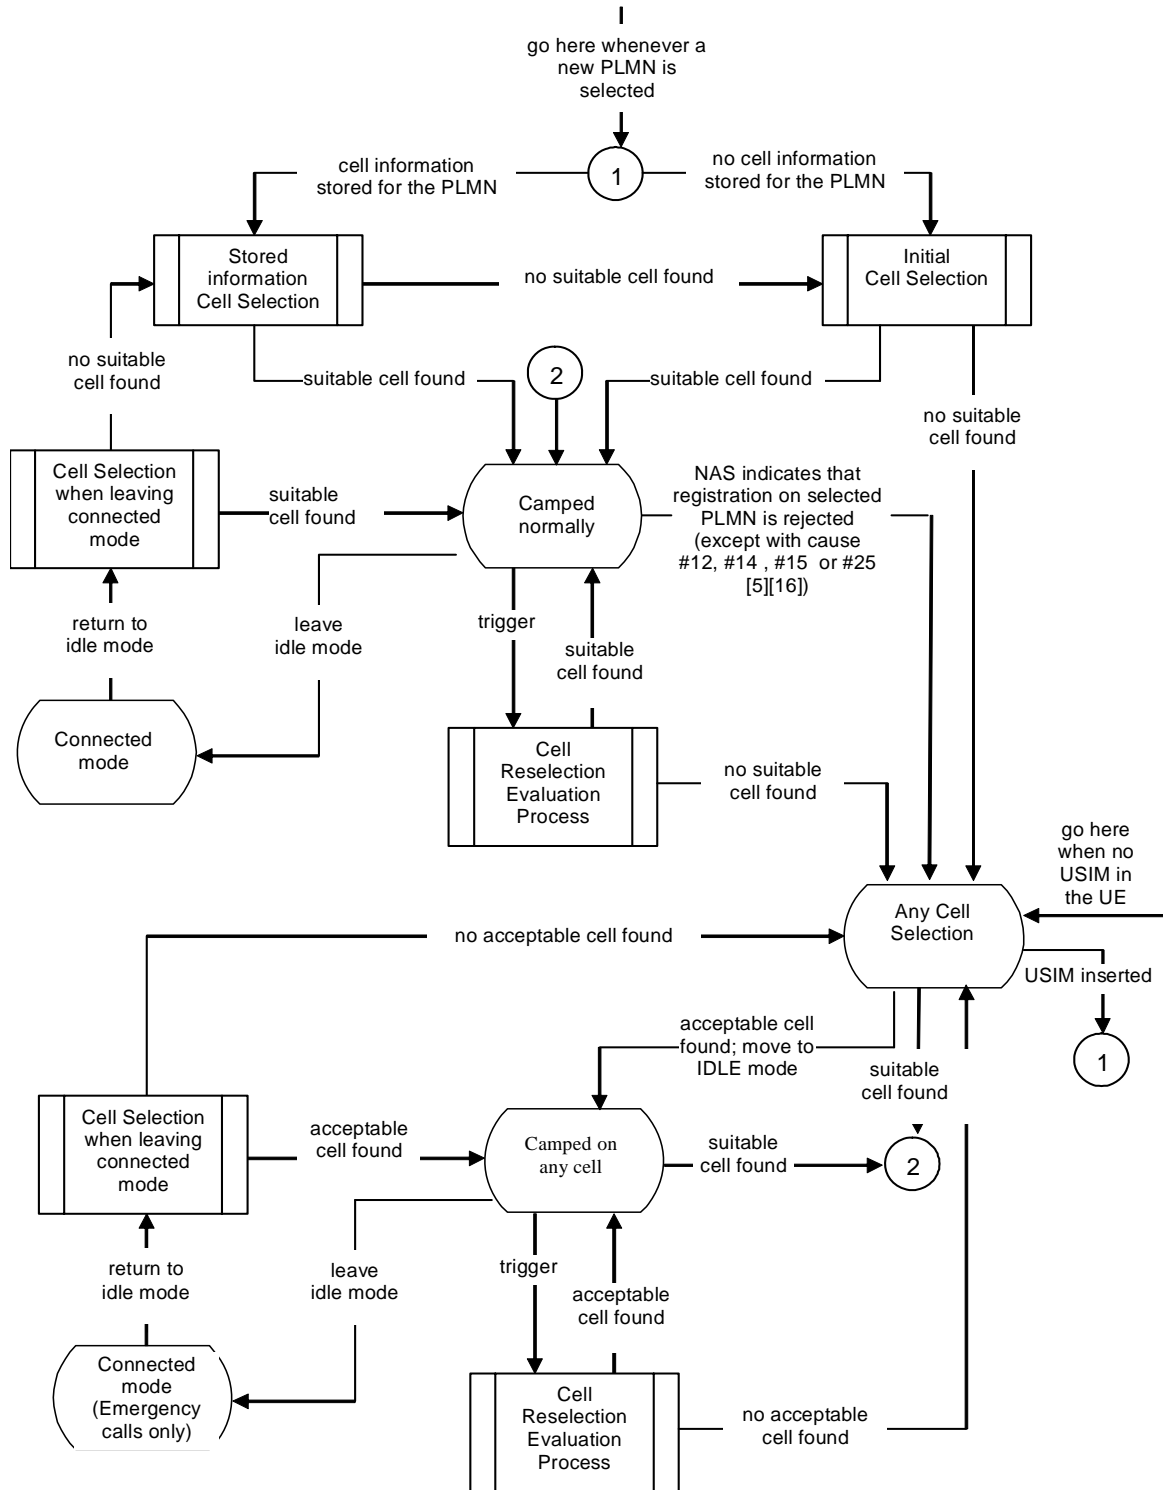 go here whenever a
new PLMN is
selected
cell information
stored for the PLMN
1
no cell information
stored for the PLMN
Stored
information
Cell Selection
no suitable cell found
Initial
Cell Selection
no suitable
cell found
suitable cell found
2
suitable cell found
no suitable
cell found
Cell Selection
when leaving
connected
mode
suitable
cell found
Camped
normally
NAS indicates that
registration on selected
PLMN is rejected
(except with cause
#12, #14 , #15 or #25
[5][16])
return to
idle mode
leave
idle mode
trigger
suitable
cell found
Connected
mode
Cell
Reselection
Evaluation
Process
no suitable
cell found
go here
when no
USIM in
the UE
Any Cell
Selection
no acceptable cell found
USIM inserted
1
acceptable cell
found; move to
IDLE mode
suitable
cell found
Cell Selection
when leaving
connected
mode
acceptable
cell found
Camped on
any cell
suitable
cell found
2
return to
idle mode
leave
idle mode
trigger
acceptable
cell found
Connected
mode
(Emergency
calls only)
Cell
Reselection
Evaluation
Process
no acceptable
cell found